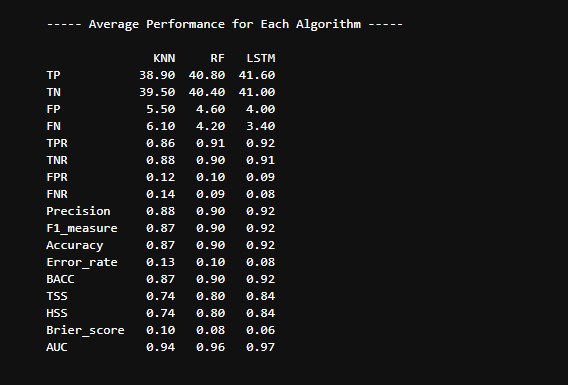 ----- Average Performance for Each Algorithm -----
KNN RF LSTM
TP 38.90 40.80 41.60
TN 39.50 40.40 41.00
FP 5.50 4.60 4.00
FN 6.10 4.20 3.40
TPR 0.86 0.91 0.92
TNR 0.88 0.90 0.91
FPR 0.12 0.10 0.09
FNR 0.14 0.09 0.08
Precision 0.88 0.90 0.92
F1_measure 0.87 0.90 0.92
Accuracy 0.87 0.90 0.92
Error_rate 0.13 0.10 0.08
BACC 0.87 0.90 0.92
TSS 0.74 0.80 0.84
HSS 0.74 0.80 0.84
Brier_score 0.10 0.08 0.06
AUC 0.94 0.96 0.97